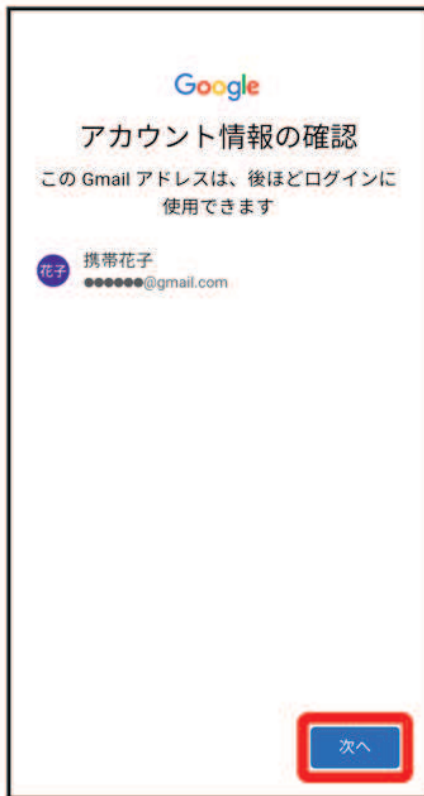 Google
アカウント情報の確認
この Gmail アドレスは、後ほどログインに
使用できます
花子
携帯花子
●●●●●●@gmail.com
次へ